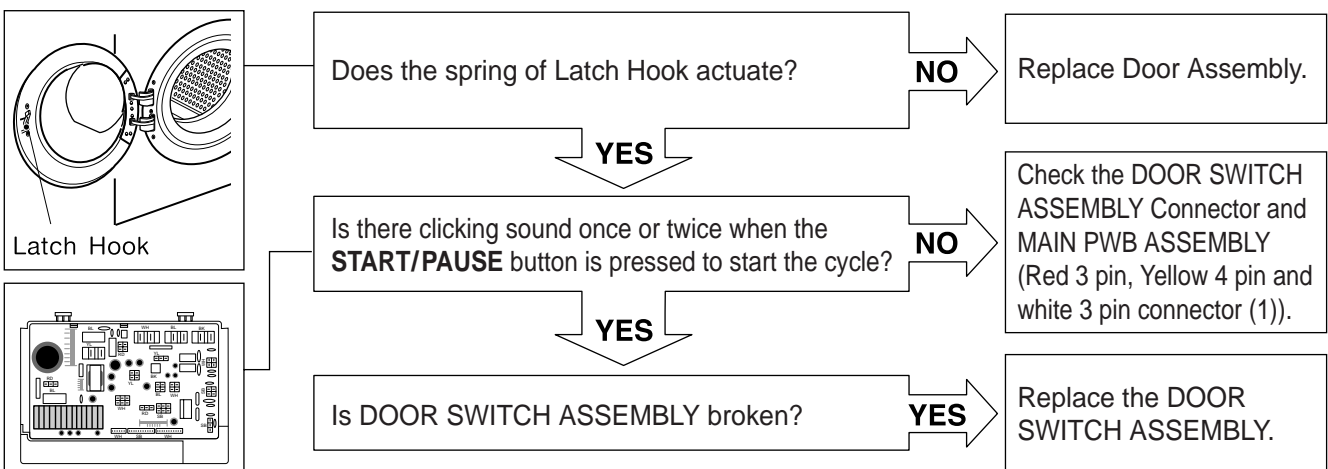 Does the spring of Latch Hook actuate?
NO
Replace Door Assembly.
Latch Hook
YES
Is there clicking sound once or twice when the
START/PAUSE button is pressed to start the cycle?
NO
Check the DOOR SWITCH
ASSEMBLY Connector and
MAIN PWB ASSEMBLY
(Red 3 pin, Yellow 4 pin and
white 3 pin connector (1)).
YES
Is DOOR SWITCH ASSEMBLY broken?
YES
Replace the DOOR
SWITCH ASSEMBLY.